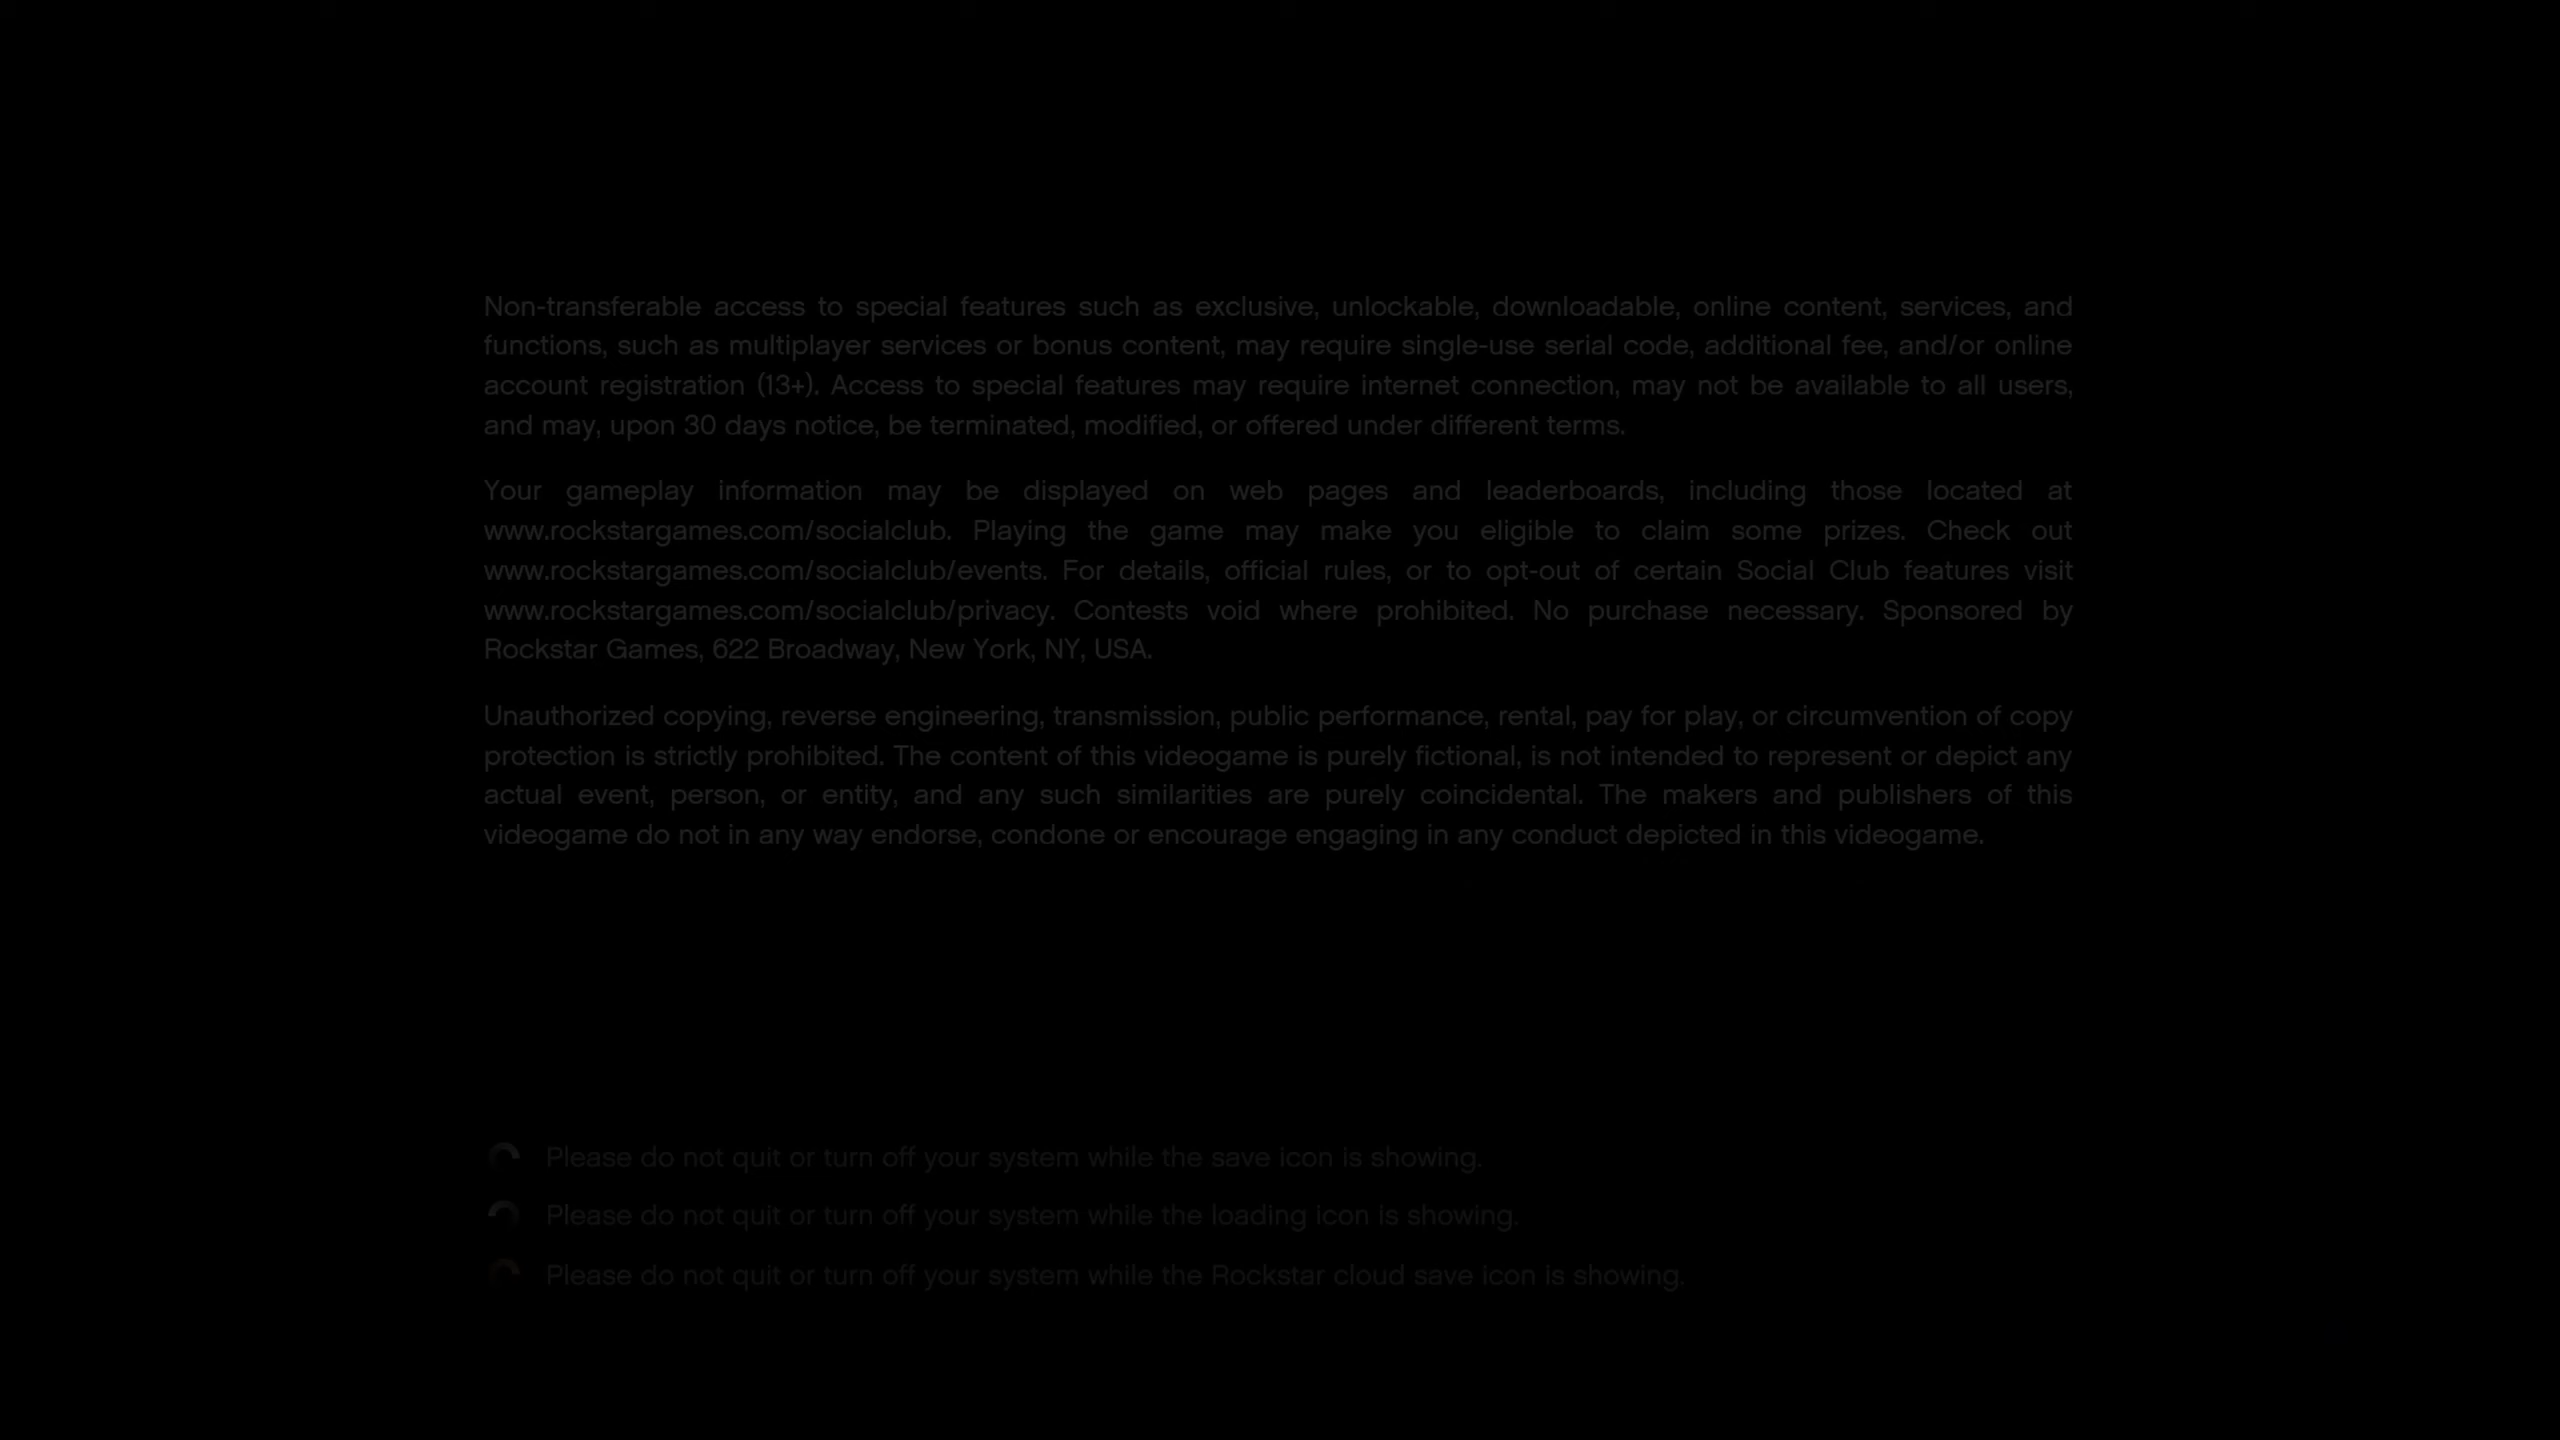 Non-transferable access to special features such as exclusive, unlockable, downloadable, online content, services, and
functions, such as multiplayer services or bonus content, may require single-use serial code, additional fee, and/or online
account registration (13+). Access to special features may require internet connection, may not be available to all users,
and may, upon 30 days notice, be terminated, modified, or offered under different terms.
Your gameplay information may be displayed on web pages and leaderboards, including those located at
www.rockstargames.com/socialclub. Playing the game may make you eligible to claim some prizes. Check out
www.rockstargames.com/socialclub/events. For details, official rules, or to opt-out of certain Social Club features visit
www.rockstargames.com/socialclub/privacy. Contests void where prohibited. No purchase necessary. Sponsored by
Rockstar Games, 622 Broadway, New York, NY, USA.
Unauthorized copying, reverse engineering, transmission, public performance, rental, pay for play, or circumvention of copy
protection is strictly prohibited. The content of this videogame is purely fictional, is not intended to represent or depict any
actual event, person, or entity, and any such similarities are purely coincidental. The makers and publishers of this
videogame do not in any way endorse, condone or encourage engaging in any conduct depicted in this videogame.
Please do not quit or turn off your system while the save icon is showing.
Please do not quit or turn off your system while the loading icon is showing.
Please do not quit or turn off your system while the Rockstar cloud save icon is showing.